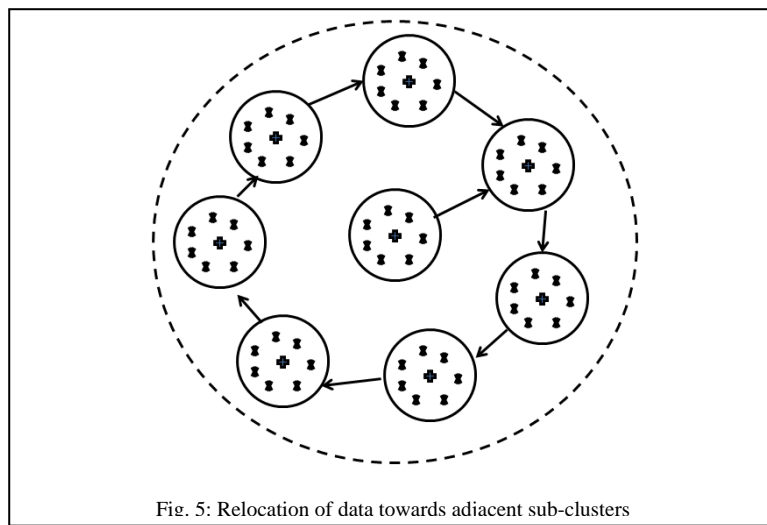 Fig. 5: Relocation of data towards adjacent sub-clusters